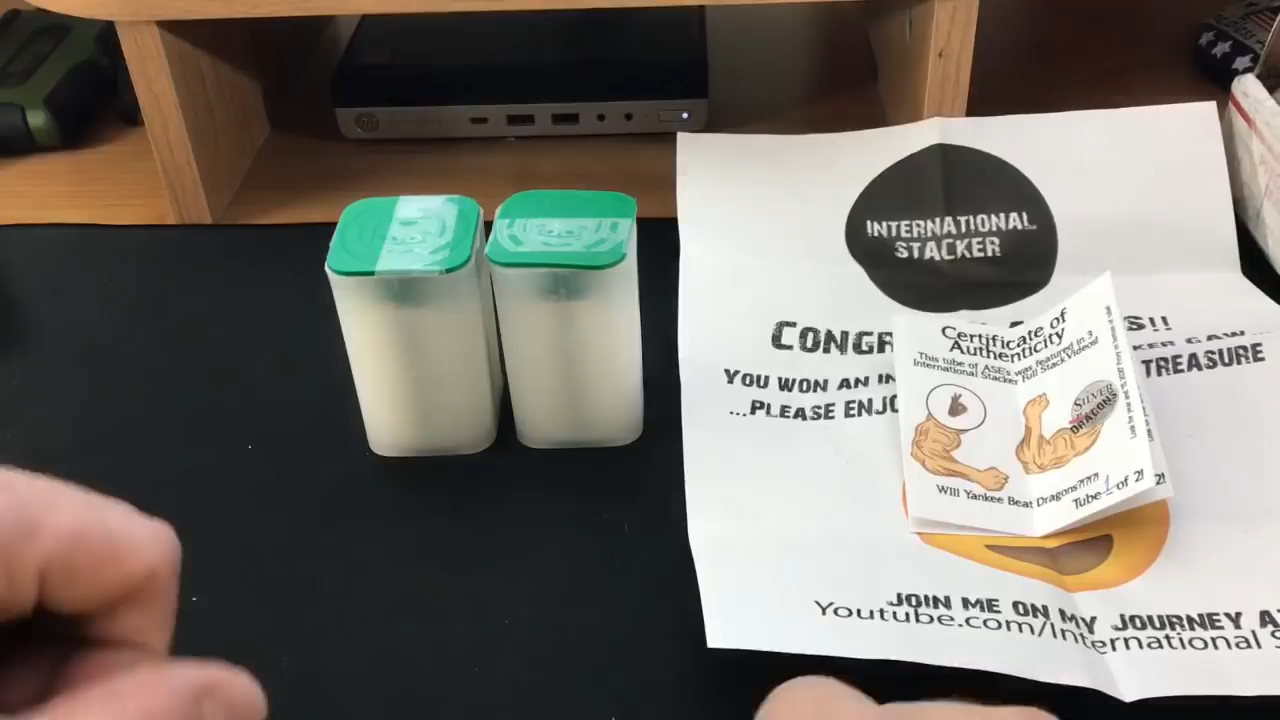 INTERNATIONAL
STACKER
CONGR S!!
YOU WON AN IN KER GAW...
...PLEASE ENJO TREASURE
Certificate of
Authenticity
This tube of ASE's was featured in 3
International Stacker Full Stack Videos!
SILVER
DRAGONS
Will Yankee Beat Dragons?!?!?!
Tube 1 of 2!
2!
JOIN ME ON MY JOURNEY A
Youtube.com/International S